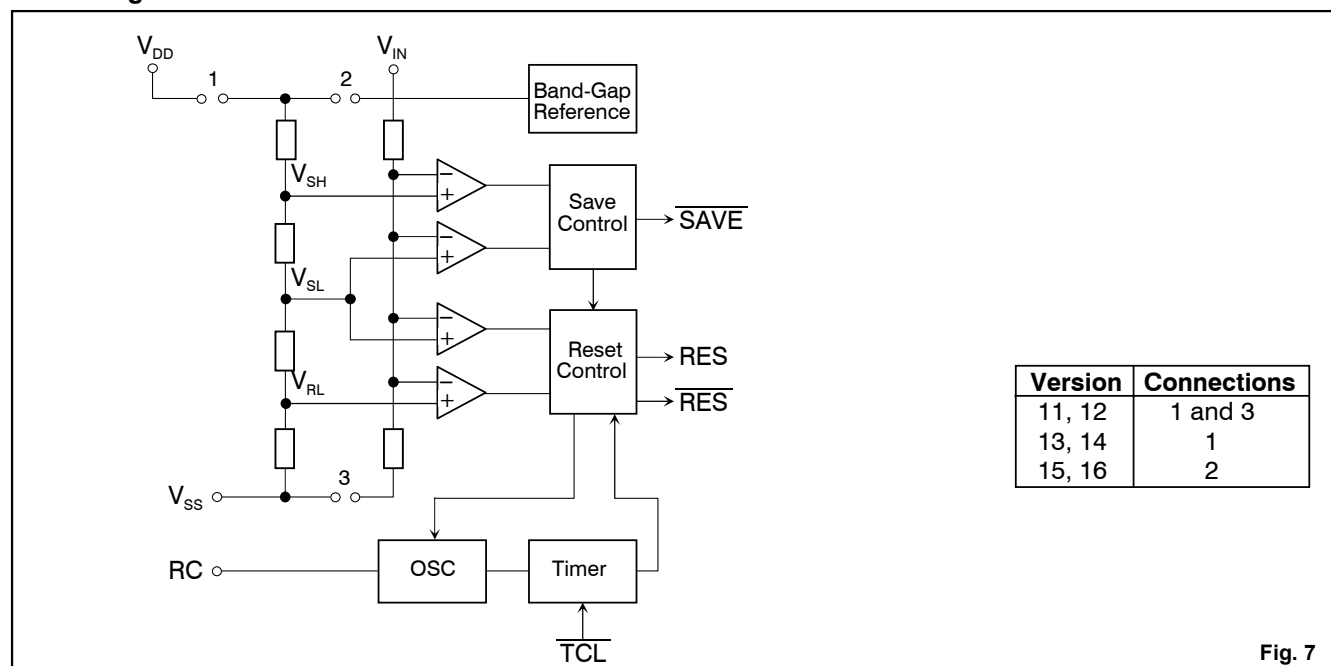 V_DD
V_IN
1
2
Band-Gap
Reference
V_SH
−
+
Save
Control
SAVE
−
+
V_SL
−
+
Reset
Control
RES
RES
V_RL
−
+
3
V_SS
RC
OSC
Timer
TCL
Version Connections
11, 12 1 and 3
13, 14 1
15, 16 2
Fig. 7